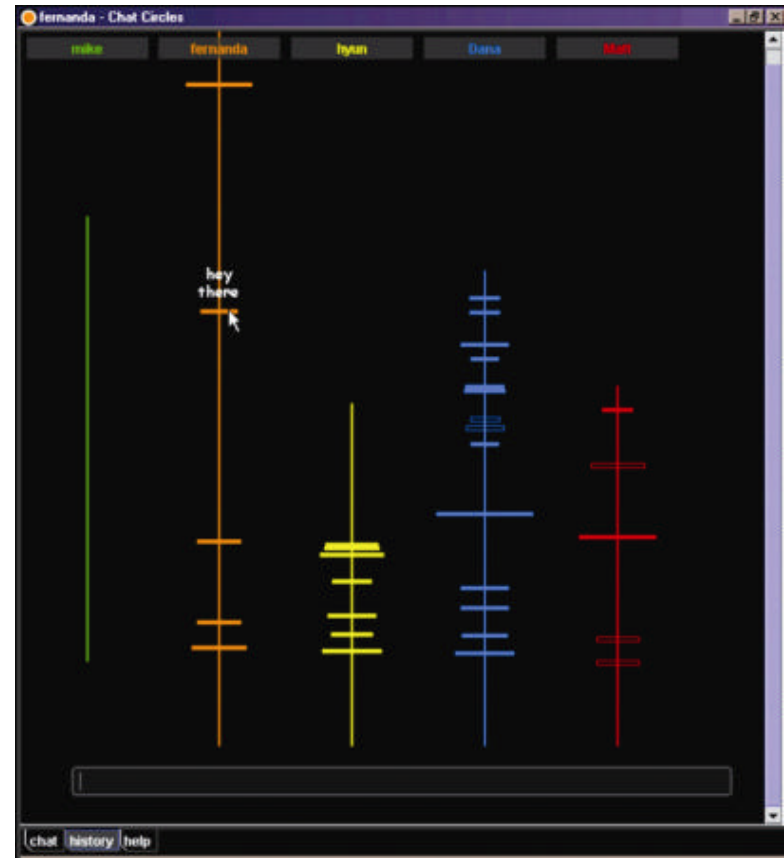 fernanda - Chat Circles
mike fernanda hyun Dana Matt
hey
there
chat history help